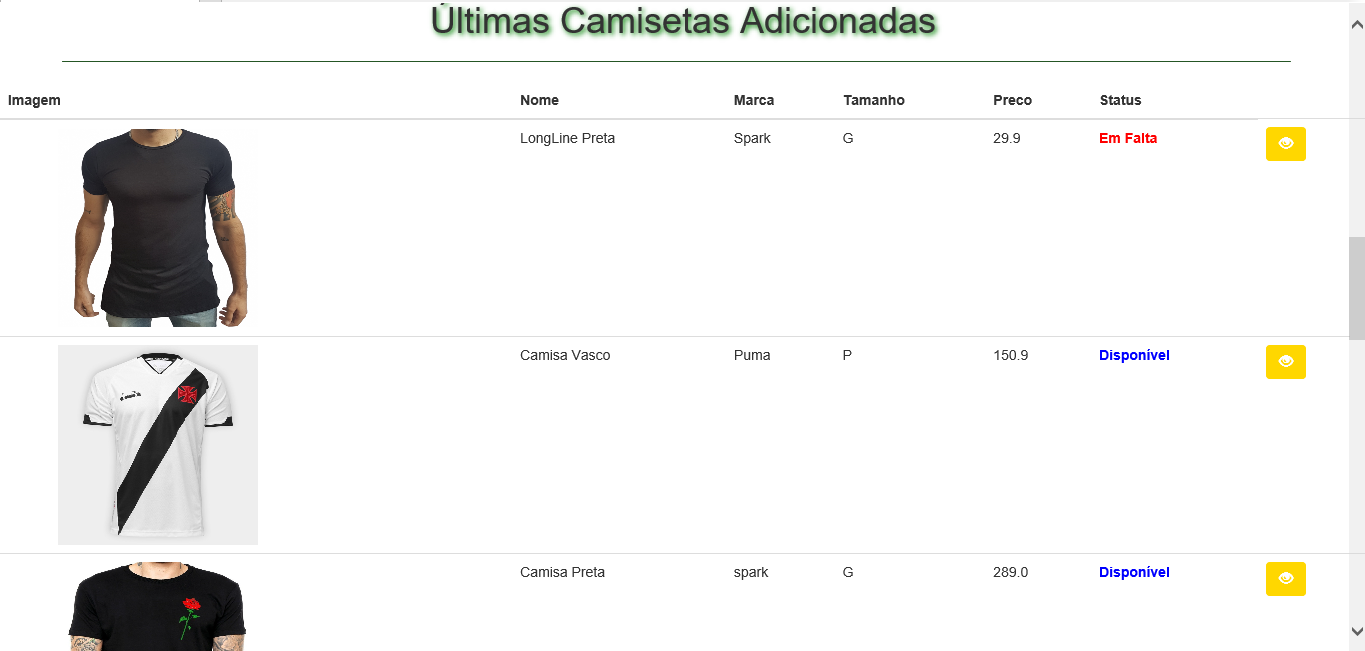 Últimas Camisetas Adicionadas
Imagem Nome Marca Tamanho Preco Status
LongLine Preta Spark G 29.9 Em Falta
Camisa Vasco Puma P 150.9 Disponível
Camisa Preta spark G 289.0 Disponível